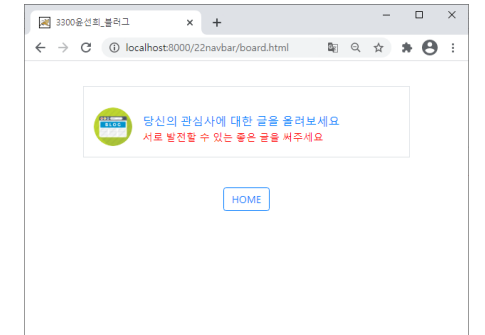 3300윤선희_블러그
localhost:8000/22navbar/board.html
BLOG
당신의 관심사에 대한 글을 올려보세요
서로 발전할 수 있는 좋은 글을 써주세요
HOME